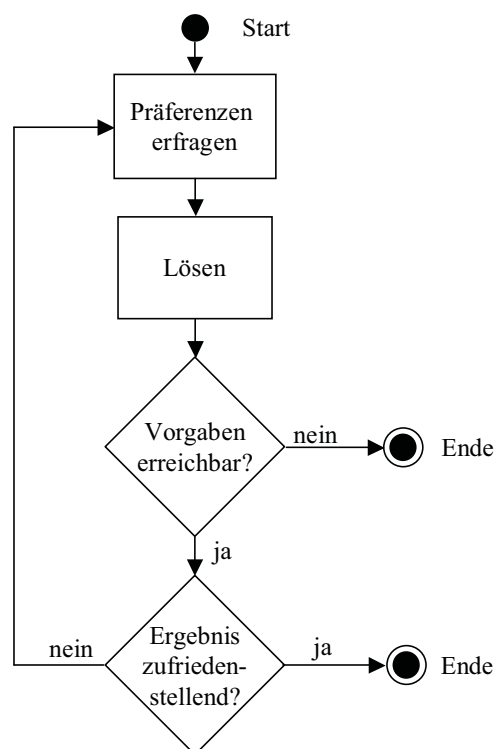 Start
Präferenzen
erfragen
Lösen
Vorgaben
erreichbar?
nein
Ende
ja
Ergebnis
zufrieden-
stellend?
nein
ja
Ende